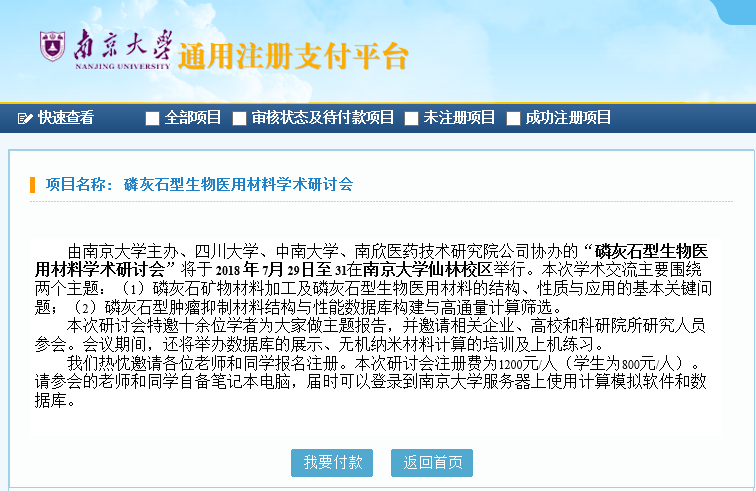 南京大学
NANJING UNIVERSITY
通用注册支付平台
快速查看 全部项目 审核状态及待付款项目 未注册项目 成功注册项目
项目名称: 磷灰石型生物医用材料学术研讨会
由南京大学主办、四川大学、中南大学、南欣医药技术研究院公司协办的“磷灰石型生物医
用材料学术研讨会”将于 2018 年 7月 29日至 31在南京大学仙林校区举行。本次学术交流主要围绕
两个主题：（1）磷灰石矿物材料加工及磷灰石型生物医用材料的结构、性质与应用的基本关键问
题；（2）磷灰石型肿瘤抑制材料结构与性能数据库构建与高通量计算筛选。
本次研讨会特邀十余位学者为大家做主题报告，并邀请相关企业、高校和科研院所研究人员
参会。会议期间，还将举办数据库的展示、无机纳米材料计算的培训及上机练习。
我们热忱邀请各位老师和同学报名注册。本次研讨会注册费为1200元/人（学生为800元/人）。
请参会的老师和同学自备笔记本电脑，届时可以登录到南京大学服务器上使用计算模拟软件和数
据库。
我要付款 返回首页